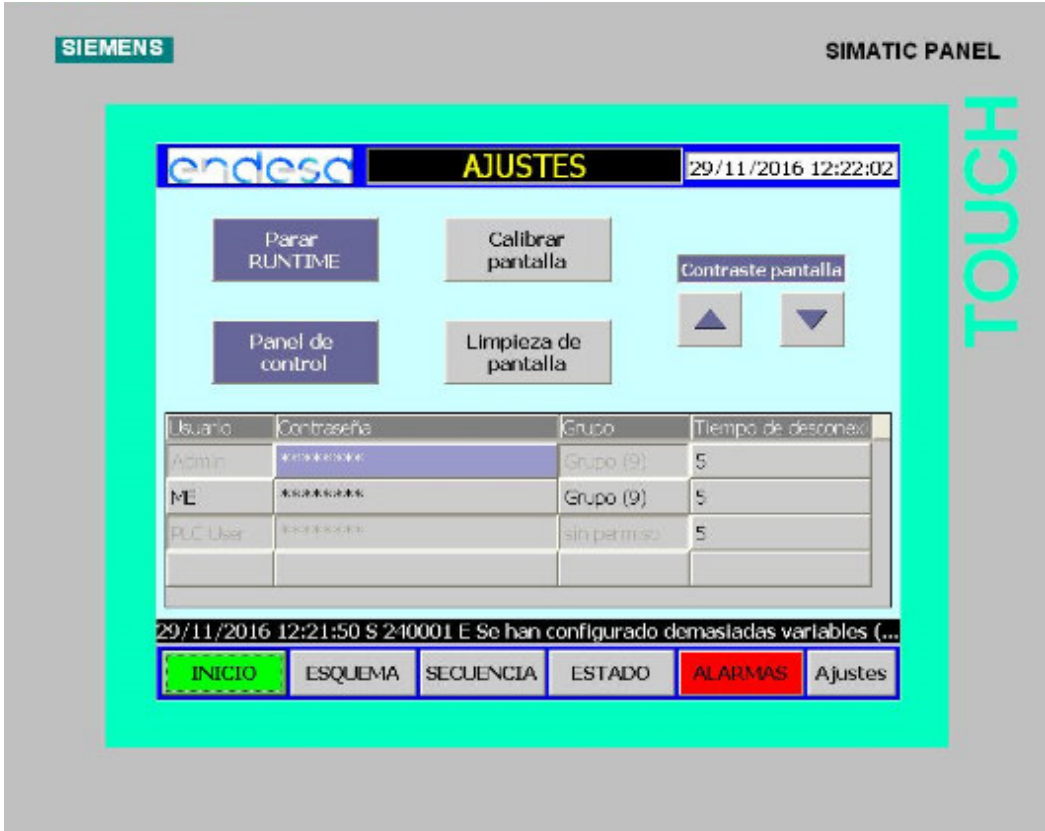 SIEMENS
SIMATIC PANEL
TOUCH
endesa
AJUSTES
29/11/2016 12:22:02
Parar
RUNTIME
Calibrar
pantalla
Contraste pantalla
Panel de
control
Limpieza de
pantalla
Usuario Contraseña Grupo Tiempo de desconexi
Admin ******** Grupo (9) 5
ME ******** Grupo (9) 5
PLC User ******** sin permiso 5
29/11/2016 12:21:50 S 240001 E Se han configurado demasiadas variables (...
INICIO ESQUEMA SECUENCIA ESTADO ALARMAS Ajustes